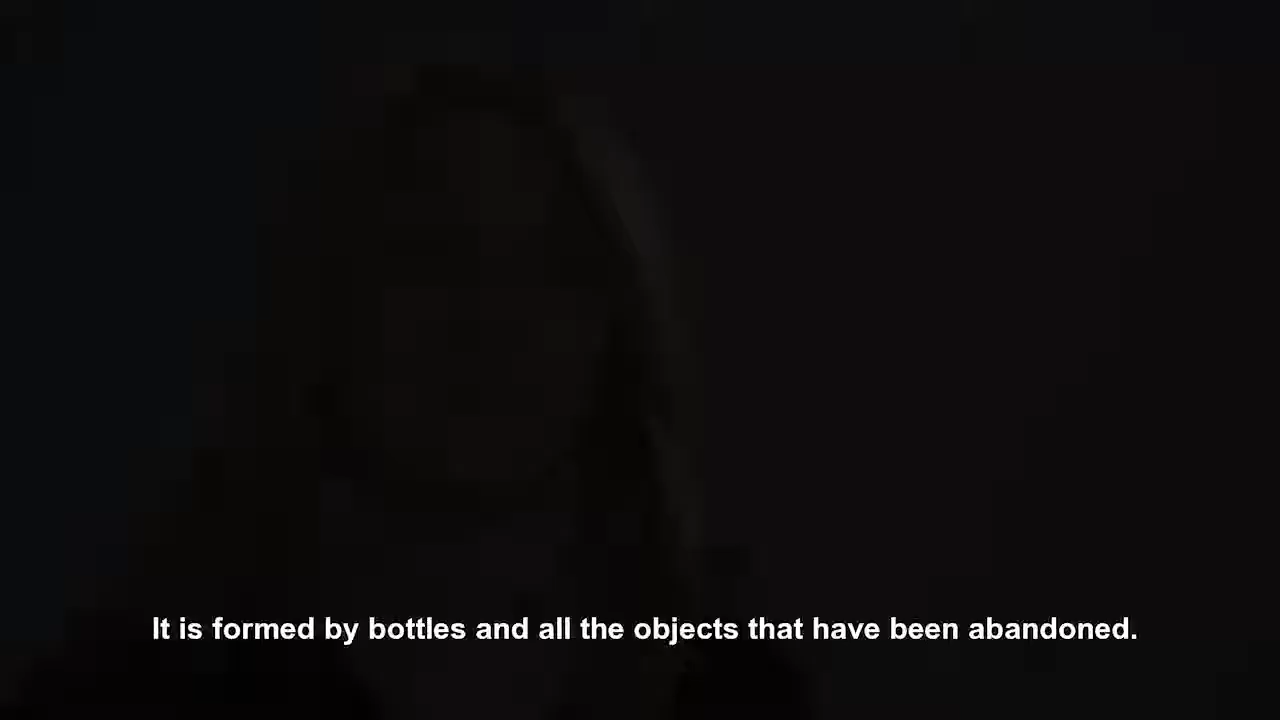 It is formed by bottles and all the objects that have been abandoned.